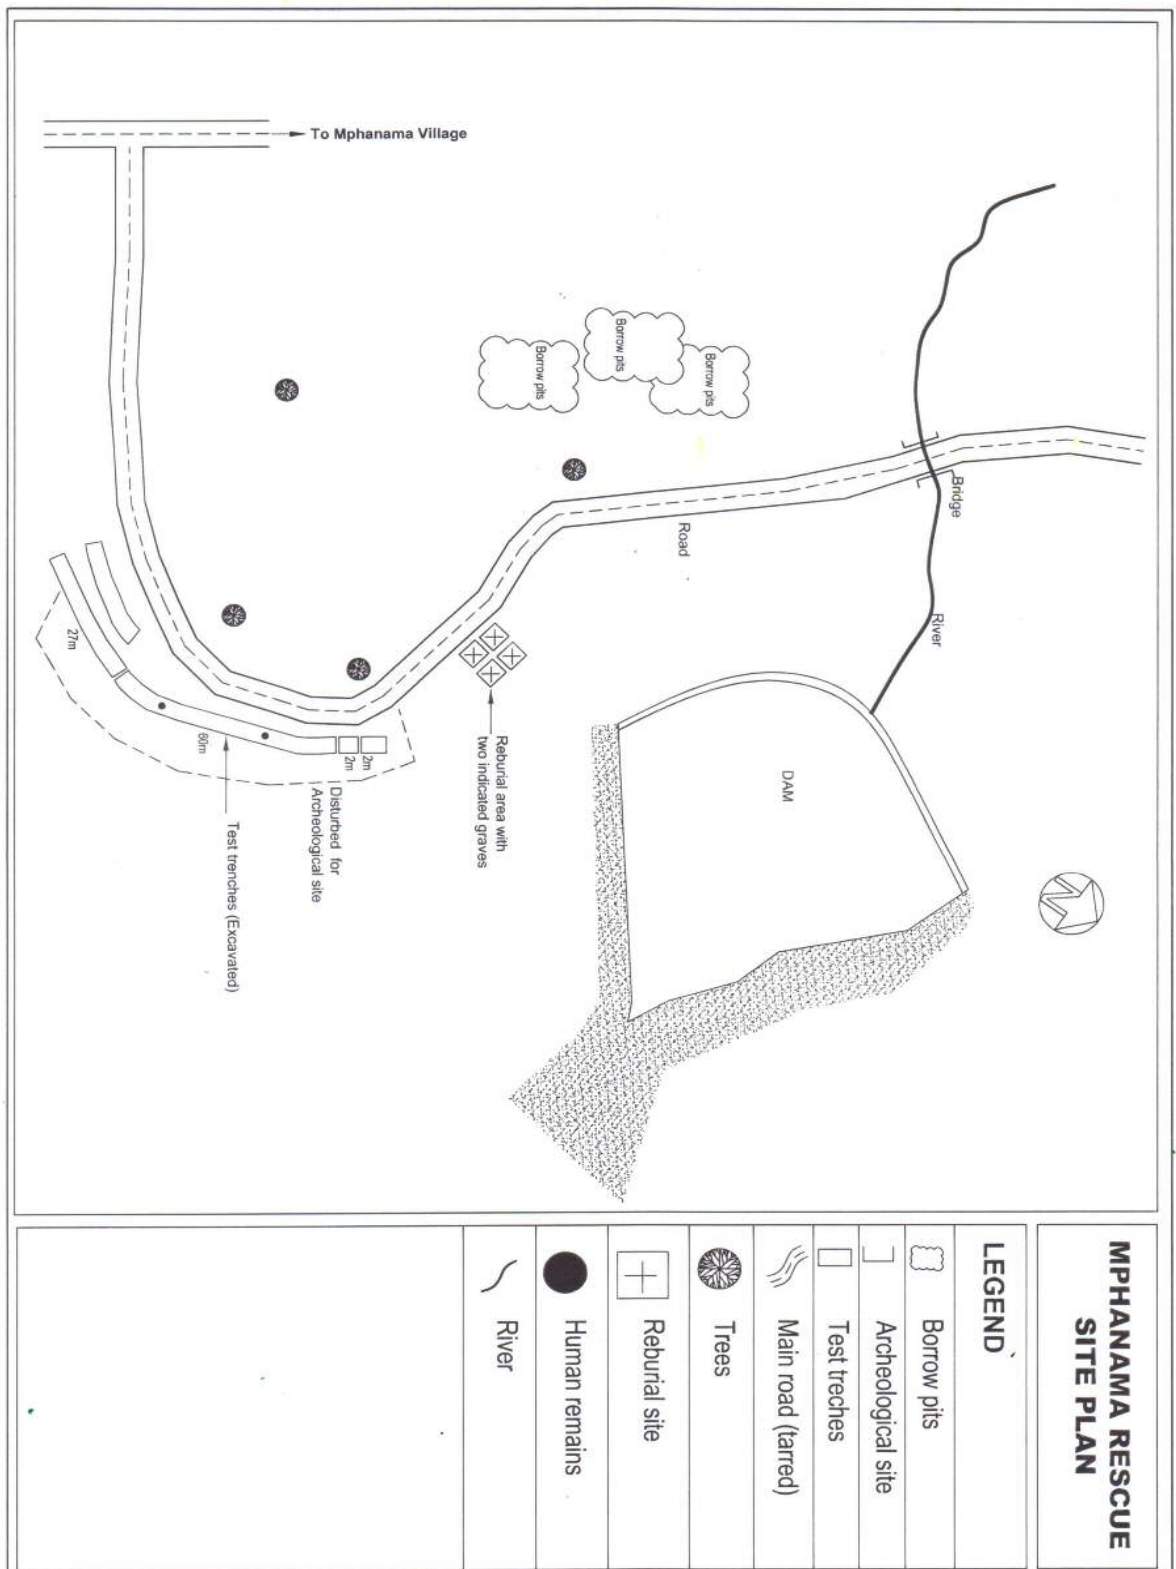 MPHANAMA RESCUE
SITE PLAN
LEGEND
Borrow pits
Archeological site
Test treches
Main road (tarred)
Trees
Reburial site
Human remains
River
To Mphanama Village
Borrow pits
Borrow pits
Borrow pits
Bridge
River
Road
DAM
Reburial area with
two indicated graves
27m
60m
2m
2m
Disturbed for
Archeological site
Test trenches (Excavated)
N